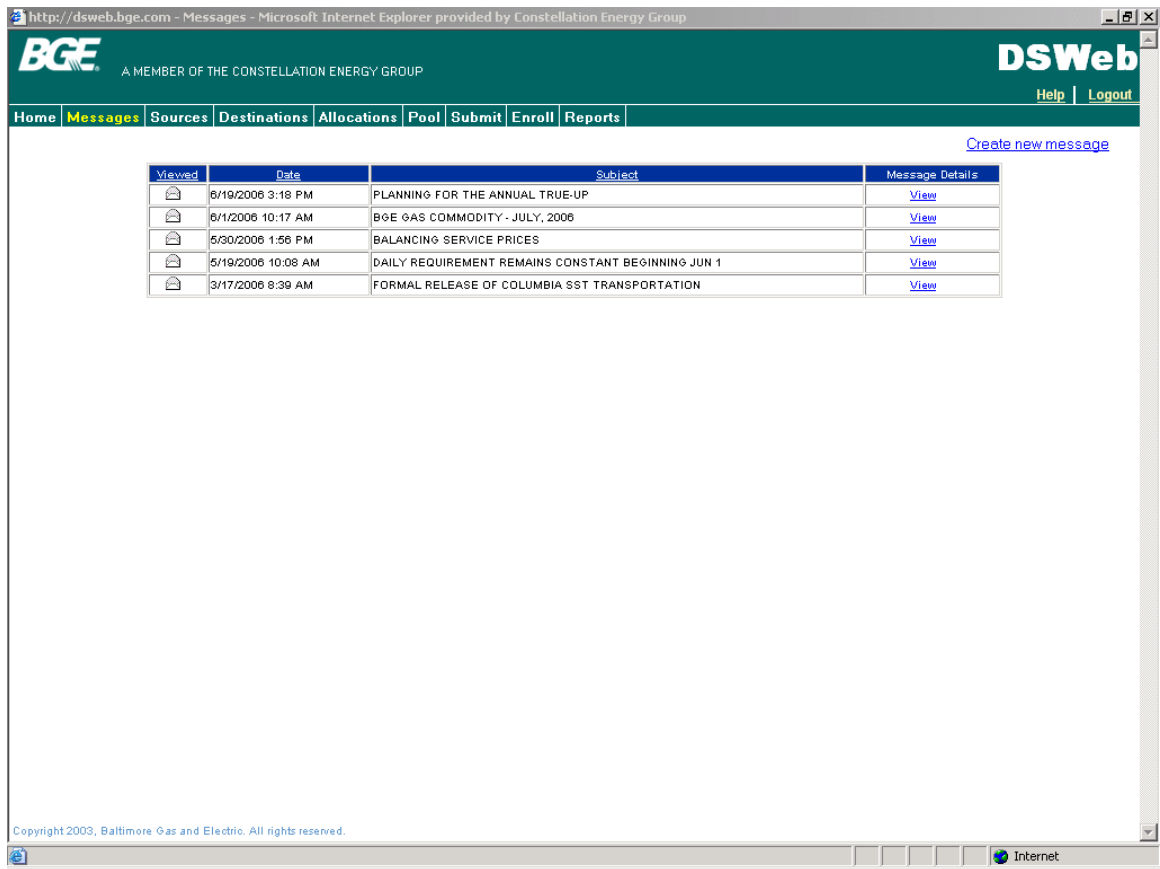 http://dsweb.bge.com - Messages - Microsoft Internet Explorer provided by Constellation Energy Group
BGE. A MEMBER OF THE CONSTELLATION ENERGY GROUP DSWeb
Help | Logout
Home Messages Sources Destinations Allocations Pool Submit Enroll Reports
Create new message
Viewed Date Subject Message Details
6/19/2006 3:18 PM PLANNING FOR THE ANNUAL TRUE-UP View
6/1/2006 10:17 AM BGE GAS COMMODITY - JULY, 2006 View
5/30/2006 1:56 PM BALANCING SERVICE PRICES View
5/19/2006 10:08 AM DAILY REQUIREMENT REMAINS CONSTANT BEGINNING JUN 1 View
3/17/2006 8:39 AM FORMAL RELEASE OF COLUMBIA SST TRANSPORTATION View
Copyright 2003, Baltimore Gas and Electric. All rights reserved.
Internet